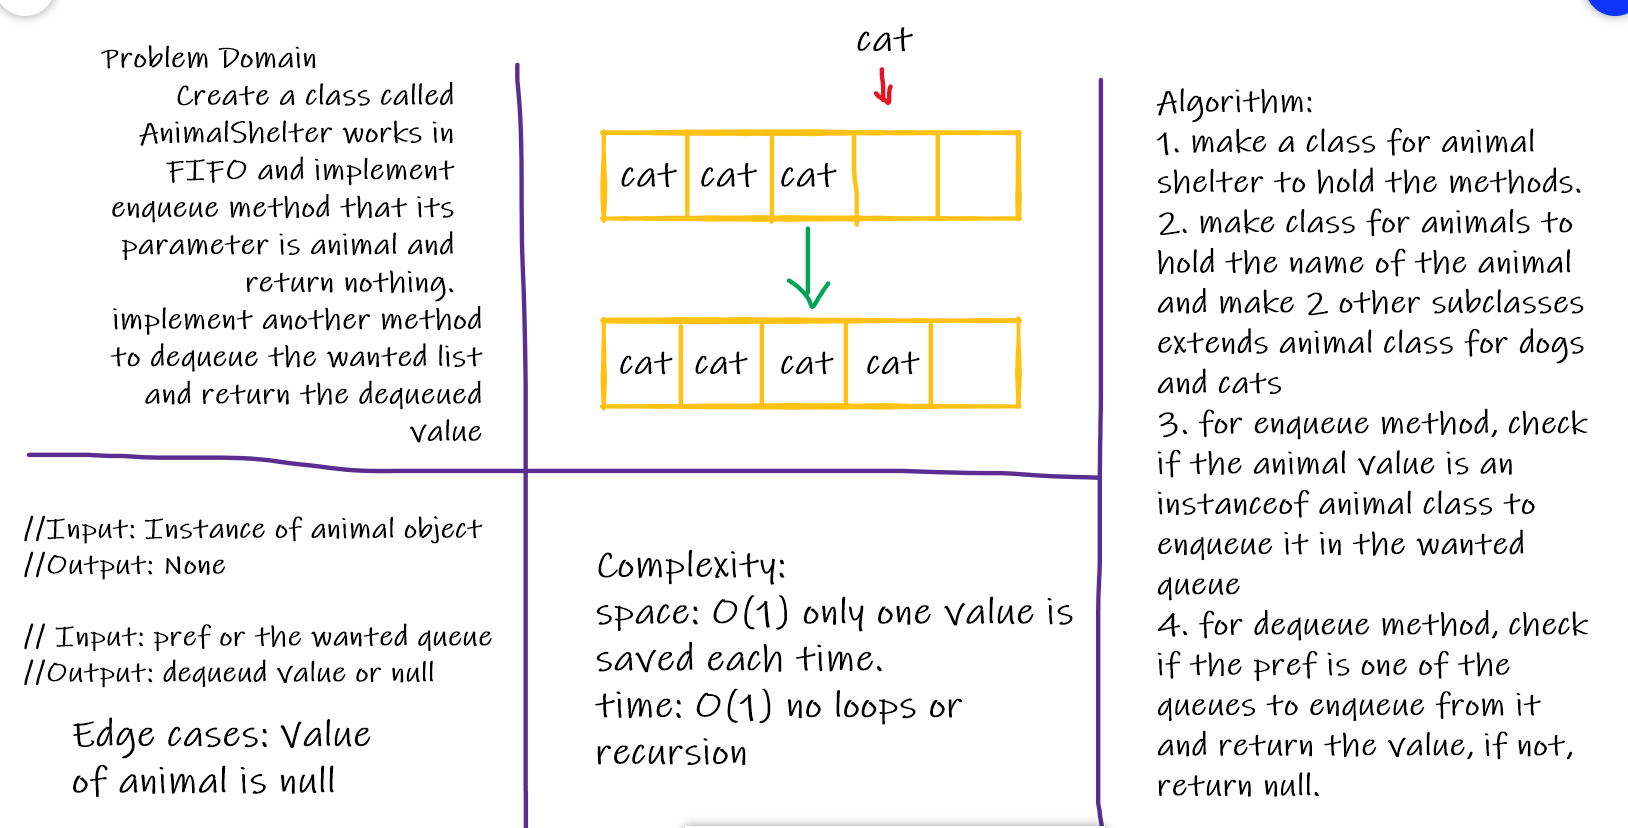 Problem Domain
Create a class called
AnimalShelter works in
FIFO and implement
enqueue method that its
parameter is animal and
return nothing.
implement another method
to dequeue the wanted list
and return the dequeued
value
cat
cat cat cat
cat cat cat cat
Algorithm:
1. make a class for animal
shelter to hold the methods.
2. make class for animals to
hold the name of the animal
and make 2 other subclasses
extends animal class for dogs
and cats
3. for enqueue method, check
if the animal value is an
instanceof animal class to
enqueue it in the wanted
queue
4. for dequeue method, check
if the pref is one of the
queues to enqueue from it
and return the value, if not,
return null.
//Input: Instance of animal object
//Output: None
// Input: pref or the wanted queue
//Output: dequeud value or null
Edge cases: Value
of animal is null
Complexity:
space: O(1) only one value is
saved each time.
time: O(1) no loops or
recursion